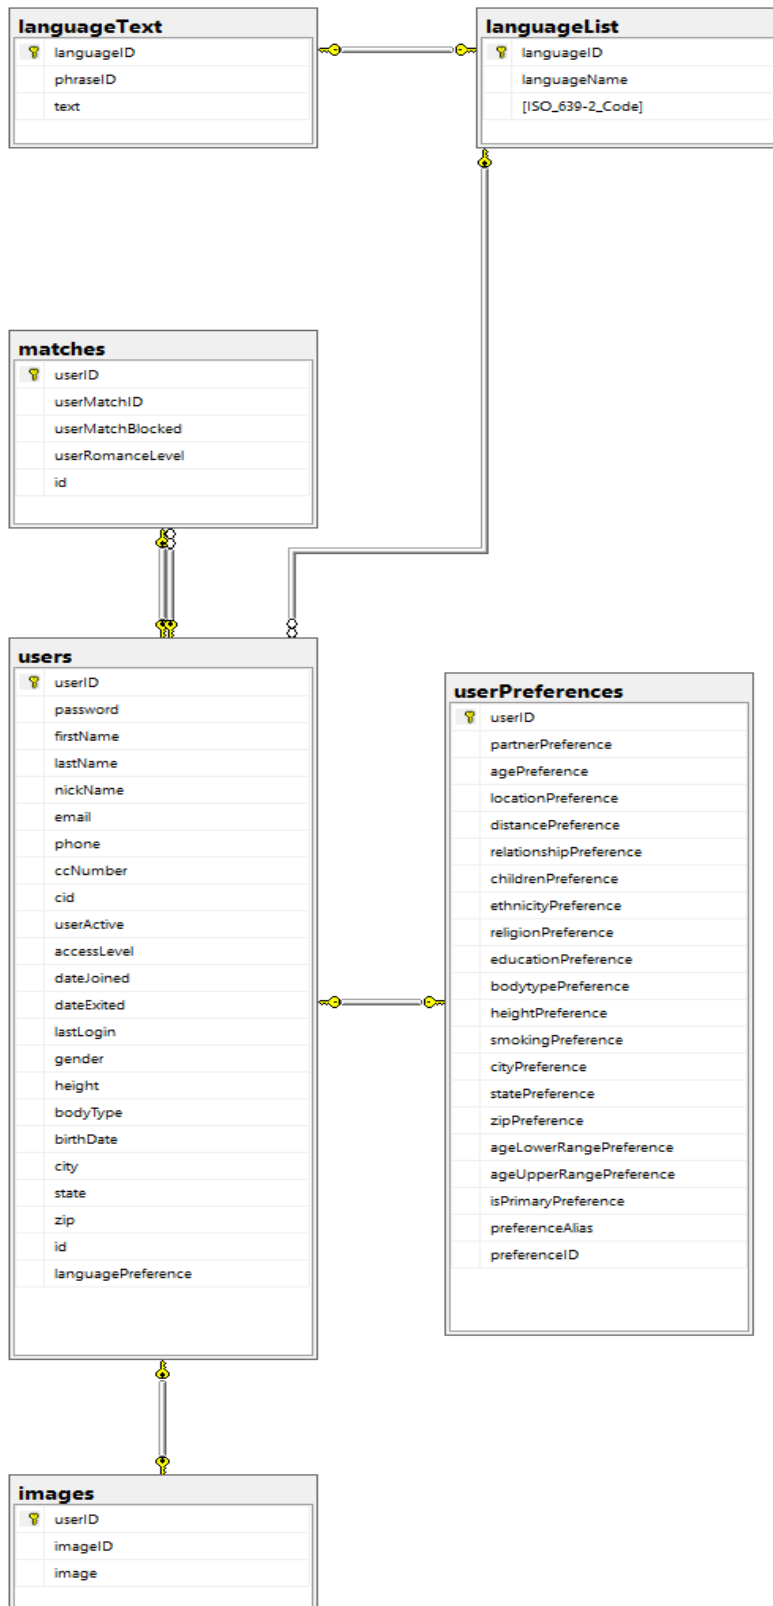 languageText
languageID
phraseID
text
languageList
languageID
languageName
[ISO_639-2_Code]
matches
userID
userMatchID
userMatchBlocked
userRomanceLevel
id
users
userID
password
firstName
lastName
nickName
email
phone
ccNumber
cid
userActive
accessLevel
dateJoined
dateExited
lastLogin
gender
height
bodyType
birthDate
city
state
zip
id
languagePreference
userPreferences
userID
partnerPreference
agePreference
locationPreference
distancePreference
relationshipPreference
childrenPreference
ethnicityPreference
religionPreference
educationPreference
bodytypePreference
heightPreference
smokingPreference
cityPreference
statePreference
zipPreference
ageLowerRangePreference
ageUpperRangePreference
isPrimaryPreference
preferenceAlias
preferenceID
images
userID
imageID
image